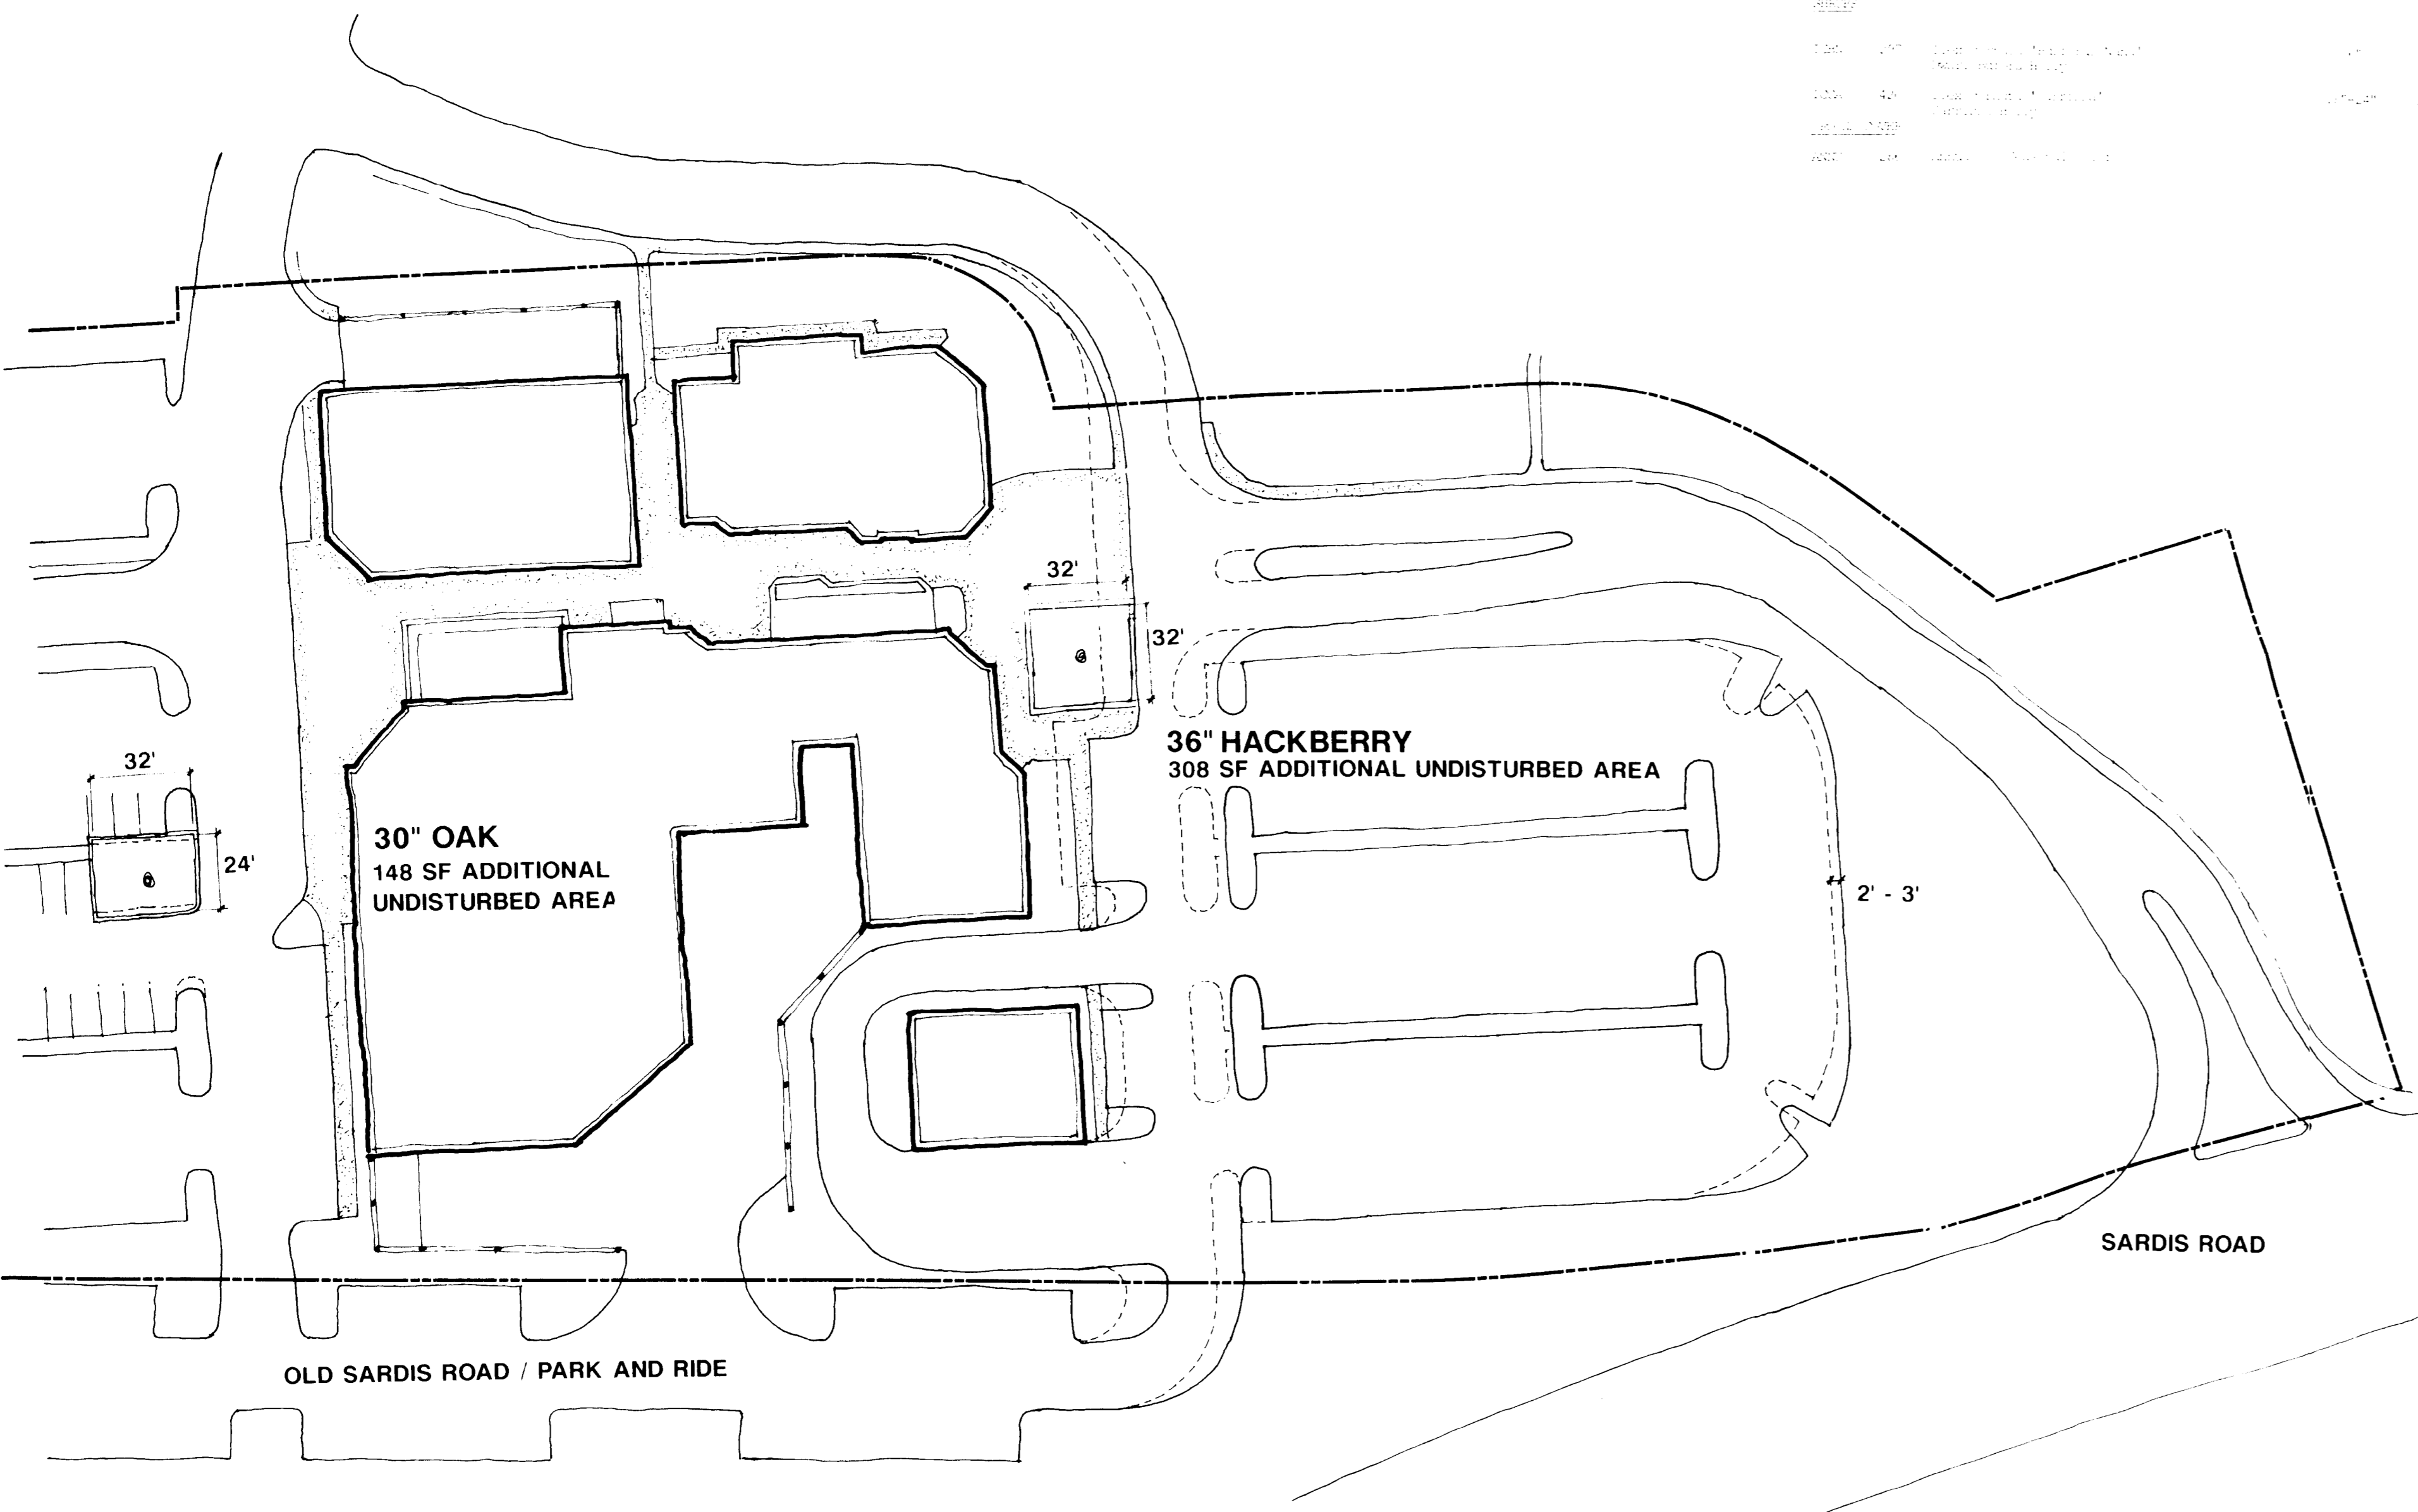 32'
32'
36" HACKBERRY
308 SF ADDITIONAL UNDISTURBED AREA
32'
24'
30" OAK
148 SF ADDITIONAL
UNDISTURBED AREA
2' - 3'
SARDIS ROAD
OLD SARDIS ROAD / PARK AND RIDE